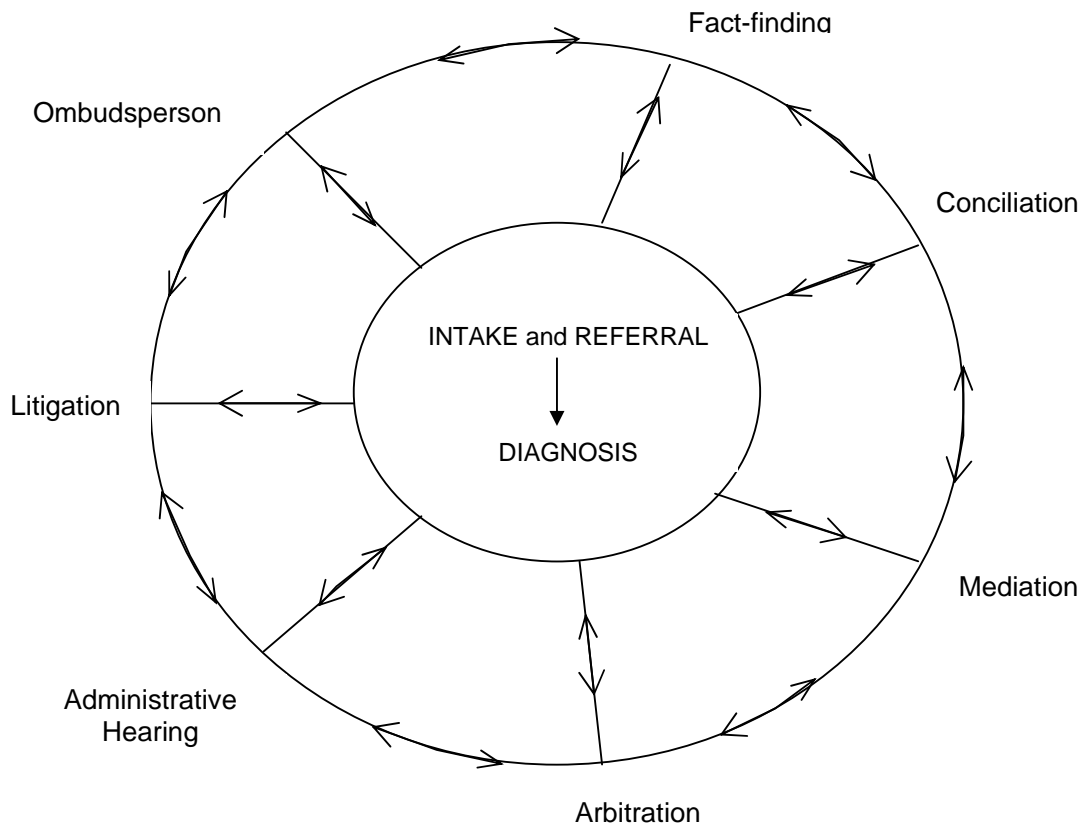 Fact-finding
Ombudsperson
Conciliation
INTAKE and REFERRAL
Litigation
DIAGNOSIS
Mediation
Administrative
Hearing
Arbitration